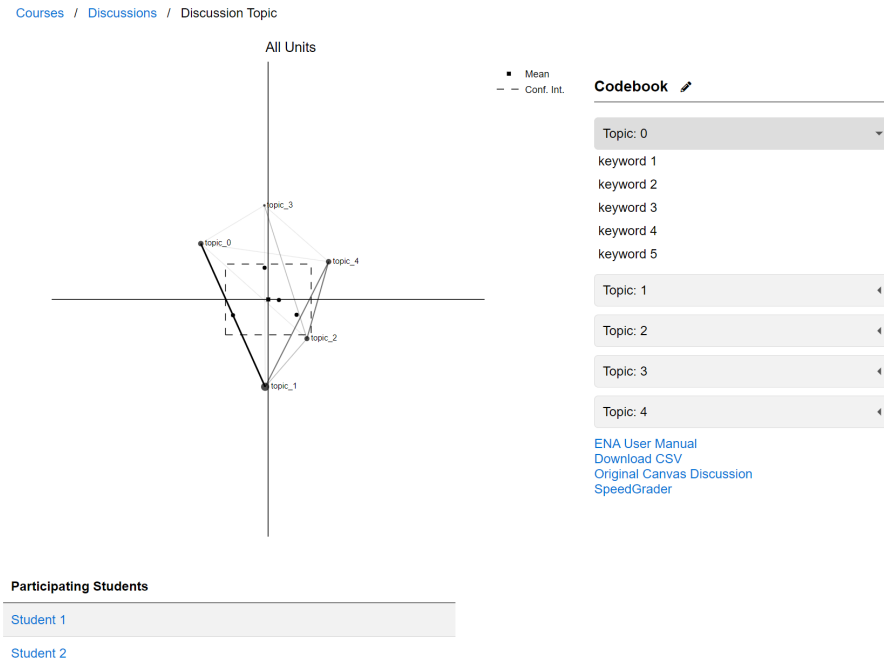 Courses / Discussions / Discussion Topic
All Units
Mean
Conf. Int.
topic_3
topic_0
topic_4
topic_2
topic_1
Codebook
Topic: 0
keyword 1
keyword 2
keyword 3
keyword 4
keyword 5
Topic: 1
Topic: 2
Topic: 3
Topic: 4
ENA User Manual
Download CSV
Original Canvas Discussion
SpeedGrader
Participating Students
Student 1
Student 2